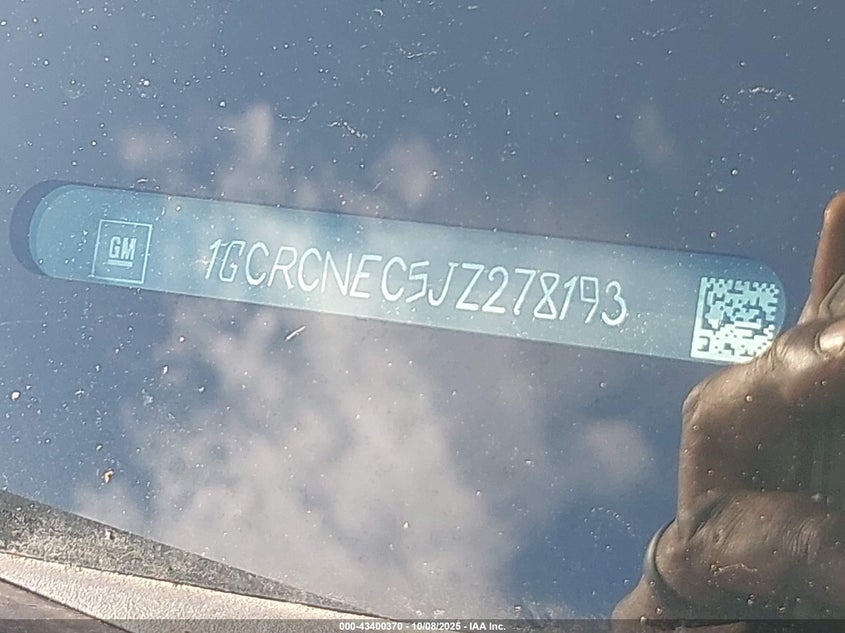 GM
1GCRCNEC5JZ278193
000-43400370 - 10/08/2025 - IAA Inc.